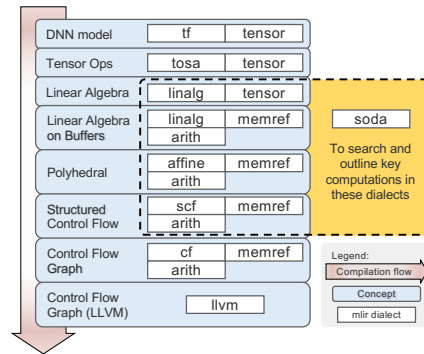 DNN model
tf tensor
Tensor Ops
tosa tensor
Linear Algebra
linalg tensor
Linear Algebra
on Buffers
linalg memref
arith
Polyhedral
affine memref
arith
Structured
Control Flow
scf memref
arith
Control Flow
Graph
cf memref
arith
Control Flow
Graph (LLVM)
llvm
soda
To search and
outline key
computations in
these dialects
Legend:
Compilation flow
Concept
mlir dialect